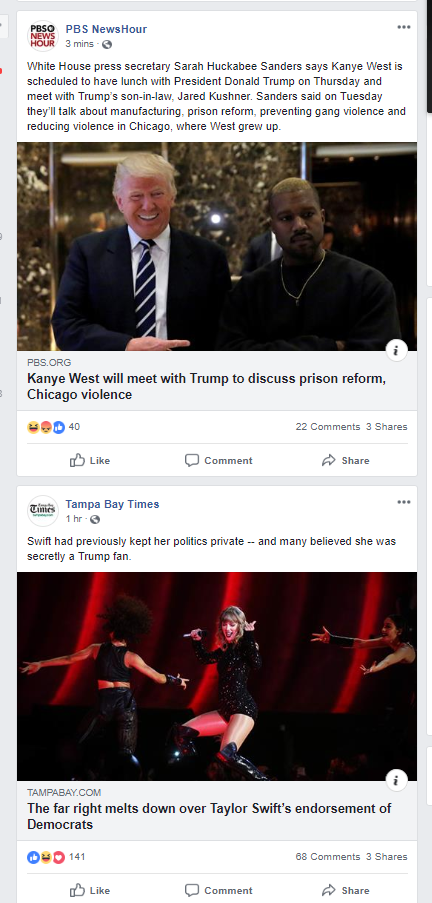 PBS
NEWS
HOUR
PBS NewsHour
3 mins ·
White House press secretary Sarah Huckabee Sanders says Kanye West is
scheduled to have lunch with President Donald Trump on Thursday and
meet with Trump's son-in-law, Jared Kushner. Sanders said on Tuesday
they'll talk about manufacturing, prison reform, preventing gang violence and
reducing violence in Chicago, where West grew up.
i
PBS.ORG
Kanye West will meet with Trump to discuss prison reform,
Chicago violence
40
22 Comments 3 Shares
Like Comment Share
Times
Tampa Bay Times
1 hr ·
Swift had previously kept her politics private -- and many believed she was
secretly a Trump fan.
i
TAMPABAY.COM
The far right melts down over Taylor Swift's endorsement of
Democrats
141
68 Comments 3 Shares
Like Comment Share